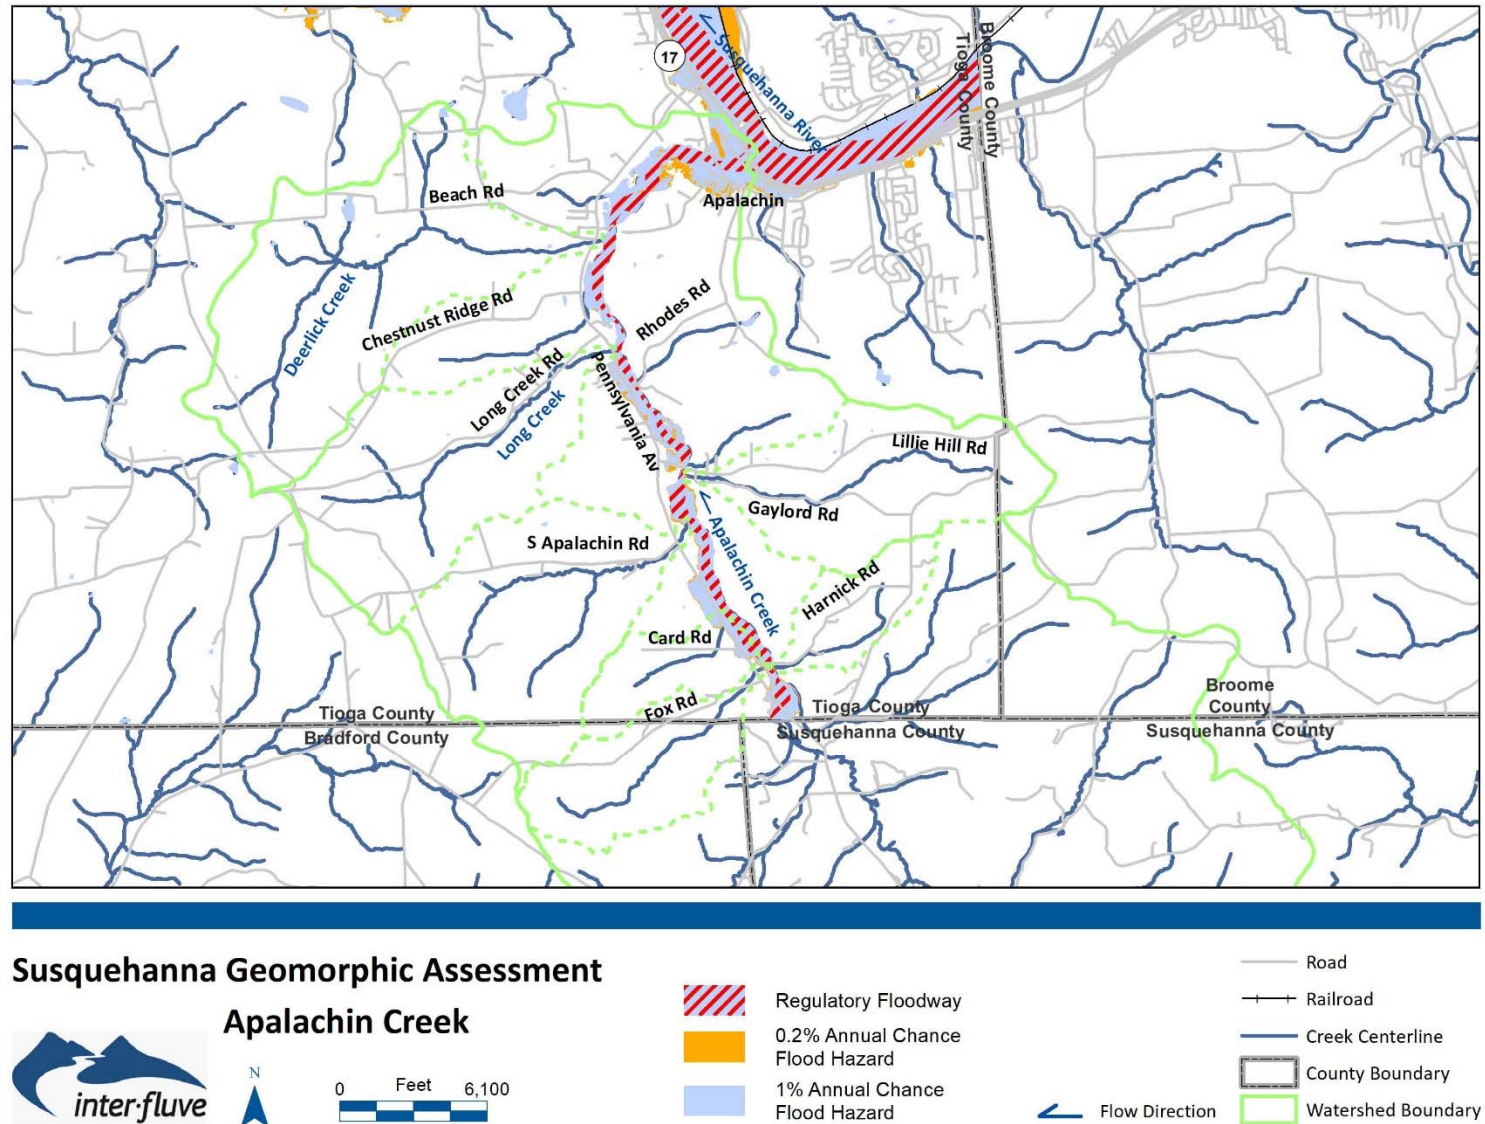 17
Susquehanna River
Broome County
Tioga County
Beach Rd
Apalachin
Deerlick Creek
Chestnust Ridge Rd
Rhodes Rd
Long Creek Rd
Long Creek
Pennsylvania Av
Lillie Hill Rd
Gaylord Rd
S Apalachin Rd
Apalachin Creek
Harnick Rd
Card Rd
Fox Rd
Tioga County
Bradford County
Tioga County
Susquehanna County
Broome
County
Susquehanna County
Susquehanna Geomorphic Assessment
Apalachin Creek
inter·fluve
N
0 Feet 6,100
Regulatory Floodway
0.2% Annual Chance
Flood Hazard
1% Annual Chance
Flood Hazard
Flow Direction
Road
Railroad
Creek Centerline
County Boundary
Watershed Boundary